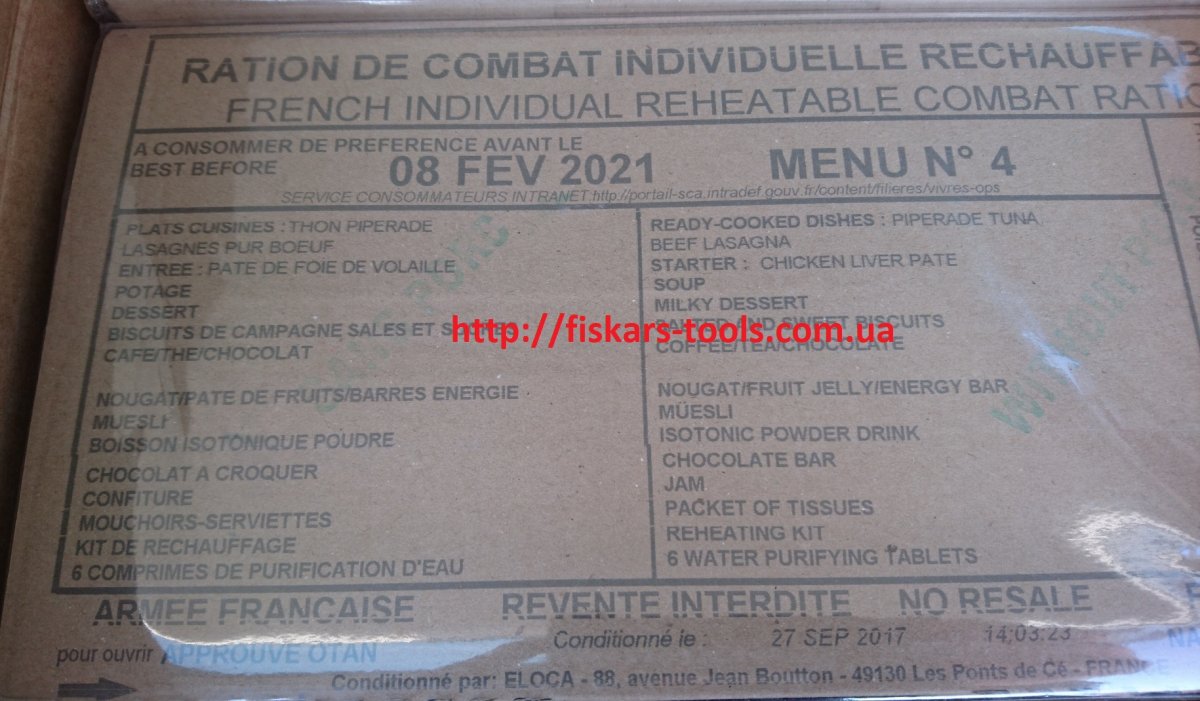 RATION DE COMBAT INDIVIDUELLE RECHAUFFAB
FRENCH INDIVIDUAL REHEATABLE COMBAT RATIO
A CONSOMMER DE PREFERENCE AVANT LE
BEST BEFORE
08 FEV 2021
MENU N° 4
SERVICE CONSOMMATEURS INTRANET:http://portail-sca.intradef.gouv.fr/content/filieres/vivres-ops
PLATS CUISINES : THON PIPERADE
LASAGNES PUR BOEUF
ENTREE : PATE DE FOIE DE VOLAILLE
POTAGE
DESSERT
BISCUITS DE CAMPAGNE SALES ET
CAFE/THE/CHOCOLAT
NOUGAT/PATE DE FRUITS/BARRES ENERGIE
MUESLI
BOISSON ISOTONIQUE POUDRE
CHOCOLAT A CROQUER
CONFITURE
MOUCHOIRS-SERVIETTES
KIT DE RECHAUFFAGE
6 COMPRIMES DE PURIFICATION D'EAU
SANS PORC
READY-COOKED DISHES : PIPERADE TUNA
BEEF LASAGNA
STARTER : CHICKEN LIVER PATE
SOUP
MILKY DESSERT
AND SWEET BISCUITS
COFFEE/TEA/CHOCOLATE
NOUGAT/FRUIT JELLY/ENERGY BAR
MÜESLI
ISOTONIC POWDER DRINK
CHOCOLATE BAR
JAM
PACKET OF TISSUES
REHEATING KIT
6 WATER PURIFYING TABLETS
WITHOUT
http://fiskars-tools.com.ua
ARMEE FRANCAISE REVENTE INTERDITE NO RESALE
Conditionné le : 27 SEP 2017 14:03:23
pour ouvrir APPROUVE OTAN
Conditionné par: ELOCA - 88, avenue Jean Boutton - 49130 Les Ponts de Cé - FRANCE